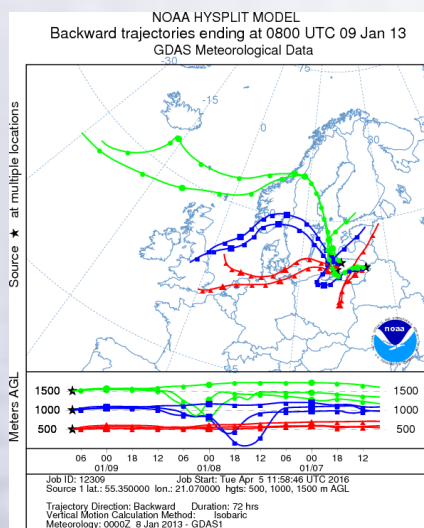 NOAA HYSPLIT MODEL
Backward trajectories ending at 0800 UTC 09 Jan 13
GDAS Meteorological Data
Source ★ at multiple locations
-30
-15
0
-75
30
noaa
Meters AGL
1500 1500
1000 1000
500 500
06 00 18 12 06 00 18 12 06 00 18 12
01/09 01/08 01/07
Job ID: 12309 Job Start: Tue Apr 5 11:58:46 UTC 2016
Source 1 lat.: 55.350000 lon.: 21.070000 hgts: 500, 1000, 1500 m AGL
Trajectory Direction: Backward Duration: 72 hrs
Vertical Motion Calculation Method: Isobaric
Meteorology: 0000Z 8 Jan 2013 - GDAS1